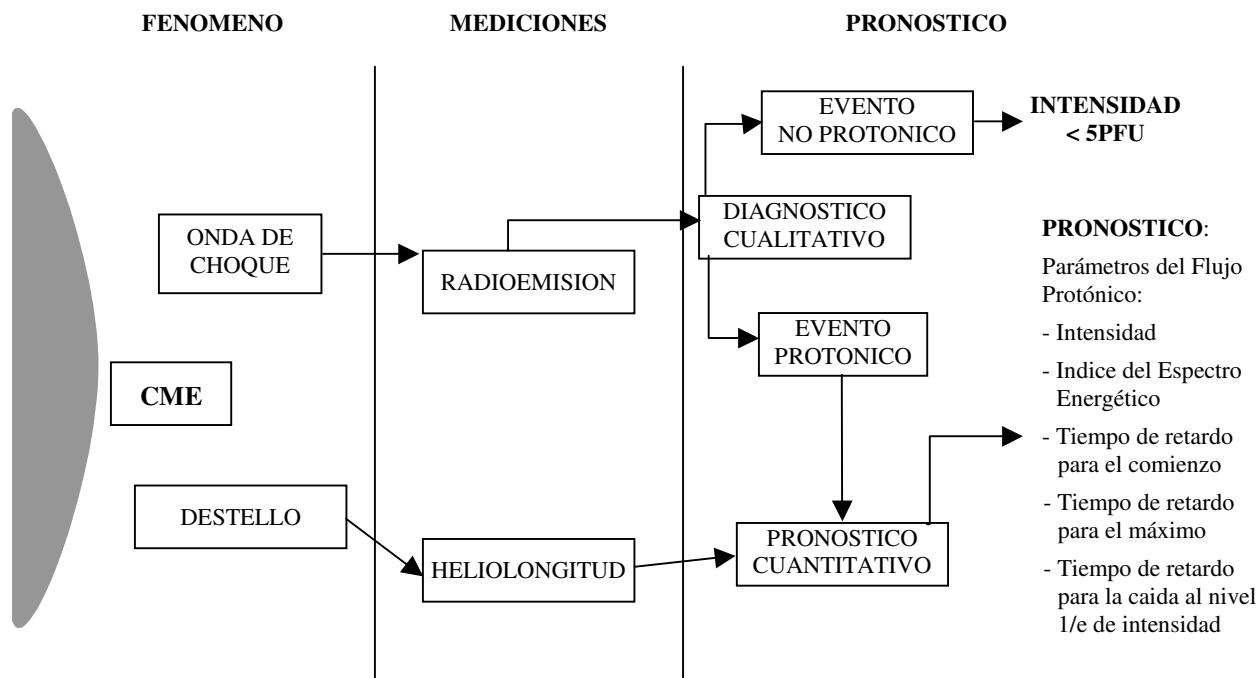 FENOMENO
MEDICIONES
PRONOSTICO
EVENTO
NO PROTONICO
INTENSIDAD
< 5PFU
ONDA DE
CHOQUE
RADIOEMISION
DIAGNOSTICO
CUALITATIVO
EVENTO
PROTONICO
CME
DESTELLO
HELIOLONGITUD
PRONOSTICO
CUANTITATIVO
PRONOSTICO:
Parámetros del Flujo
Protónico:
- Intensidad
- Indice del Espectro
Energético
- Tiempo de retardo
para el comienzo
- Tiempo de retardo
para el máximo
- Tiempo de retardo
para la caida al nivel
1/e de intensidad